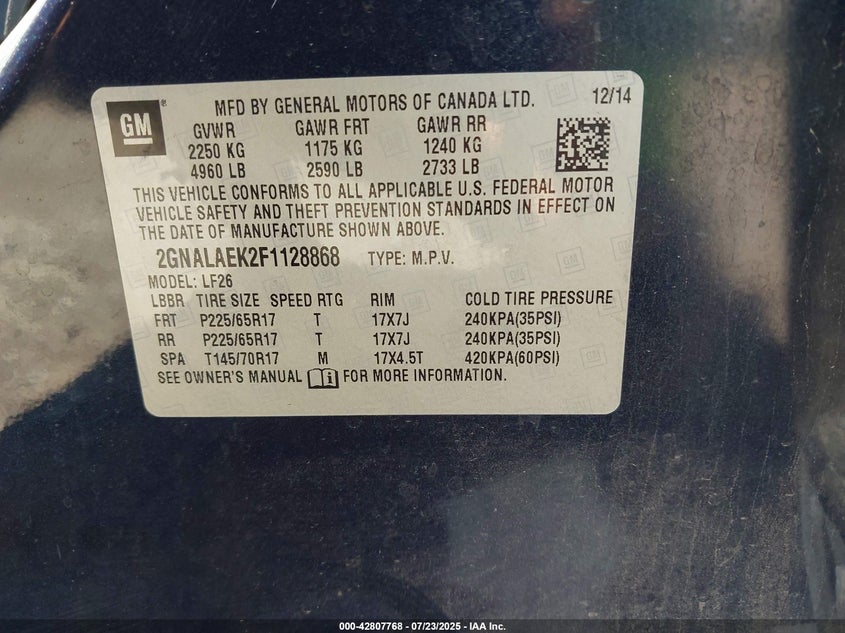 GM ® MFD BY GENERAL MOTORS OF CANADA LTD. 12/14
GVWR GAWR FRT GAWR RR
2250 KG 1175 KG 1240 KG
4960 LB 2590 LB 2733 LB
THIS VEHICLE CONFORMS TO ALL APPLICABLE U.S. FEDERAL MOTOR
VEHICLE SAFETY AND THEFT PREVENTION STANDARDS IN EFFECT ON
THE DATE OF MANUFACTURE SHOWN ABOVE.
2GNALAEK2F1128868 TYPE: M.P.V.
MODEL: LF26
LBBR TIRE SIZE SPEED RTG RIM COLD TIRE PRESSURE
FRT P225/65R17 T 17X7J 240KPA(35PSI)
RR P225/65R17 T 17X7J 240KPA(35PSI)
SPA T145/70R17 M 17X4.5T 420KPA(60PSI)
SEE OWNER'S MANUAL i FOR MORE INFORMATION.
000-42807768 - 07/23/2025 - IAA Inc.